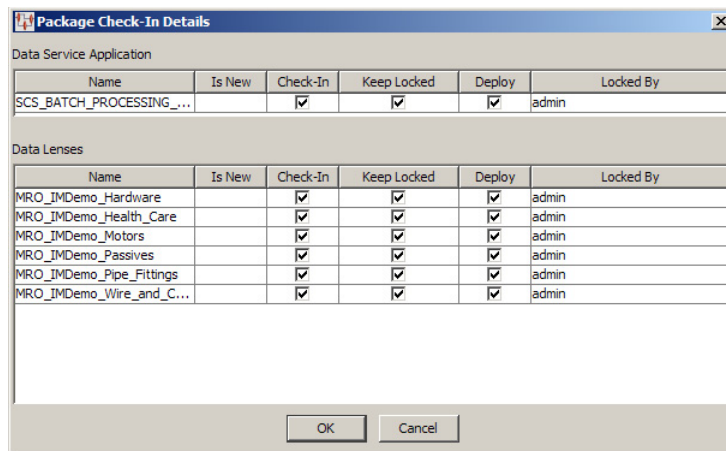 Package Check-In Details
Data Service Application
Name Is New Check-In Keep Locked Deploy Locked By
SCS_BATCH_PROCESSING_... admin
Data Lenses
Name Is New Check-In Keep Locked Deploy Locked By
MRO_IMDemo_Hardware admin
MRO_IMDemo_Health_Care admin
MRO_IMDemo_Motors admin
MRO_IMDemo_Passives admin
MRO_IMDemo_Pipe_Fittings admin
MRO_IMDemo_Wire_and_C... admin
OK Cancel